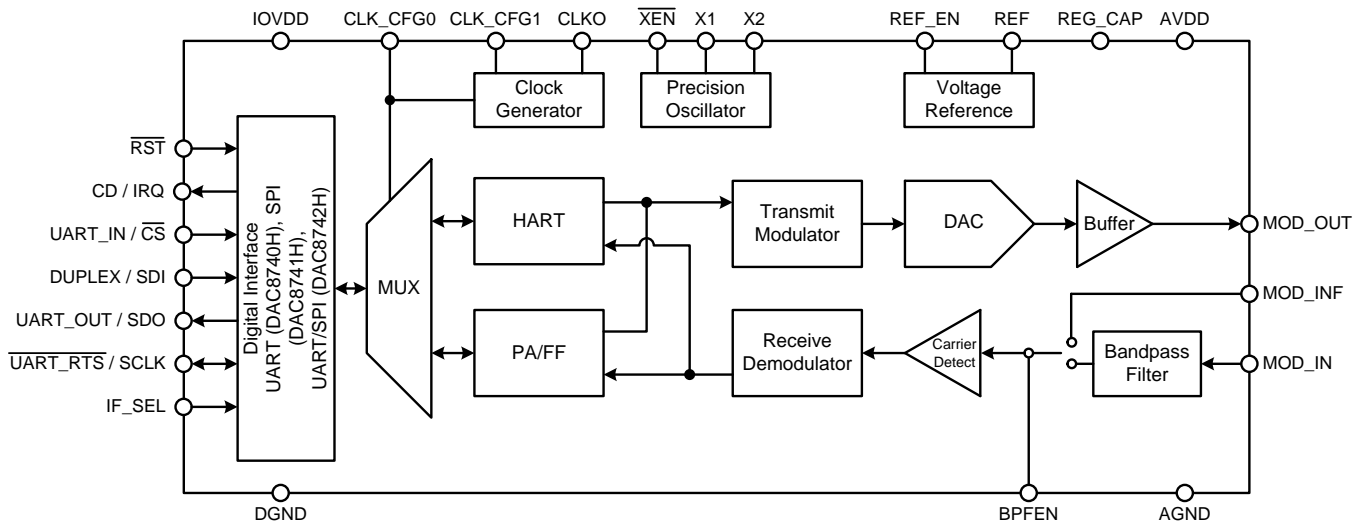 IOVDD
CLK_CFG0
CLK_CFG1
CLKO
XEN
X1
X2
REF_EN
REF
REG_CAP
AVDD
Clock
Generator
Precision
Oscillator
Voltage
Reference
RST
CD / IRQ
UART_IN / CS
DUPLEX / SDI
UART_OUT / SDO
UART_RTS / SCLK
IF_SEL
Digital Interface
UART (DAC8740H), SPI
(DAC8741H),
UART/SPI (DAC8742H)
MUX
HART
PA/FF
Transmit
Modulator
DAC
Buffer
MOD_OUT
MOD_INF
Receive
Demodulator
Carrier
Detect
Bandpass
Filter
MOD_IN
DGND
BPFEN
AGND